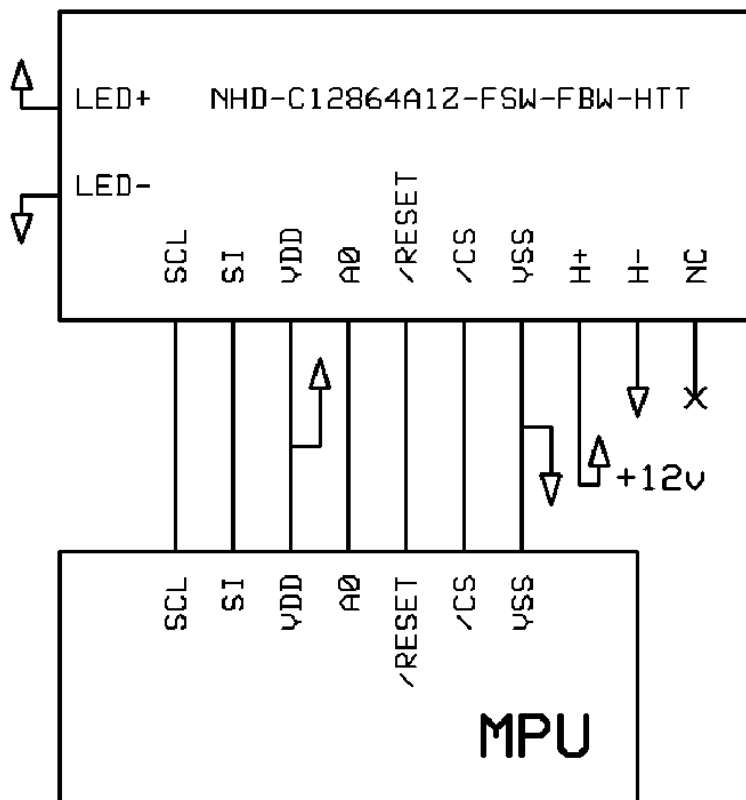 LED+
NHD-C12864A1Z-FSW-FBW-HTT
LED-
SCL
SI
VDD
A0
/RESET
/CS
VSS
H+
H-
NC
+12v
SCL
SI
VDD
A0
/RESET
/CS
VSS
MPU